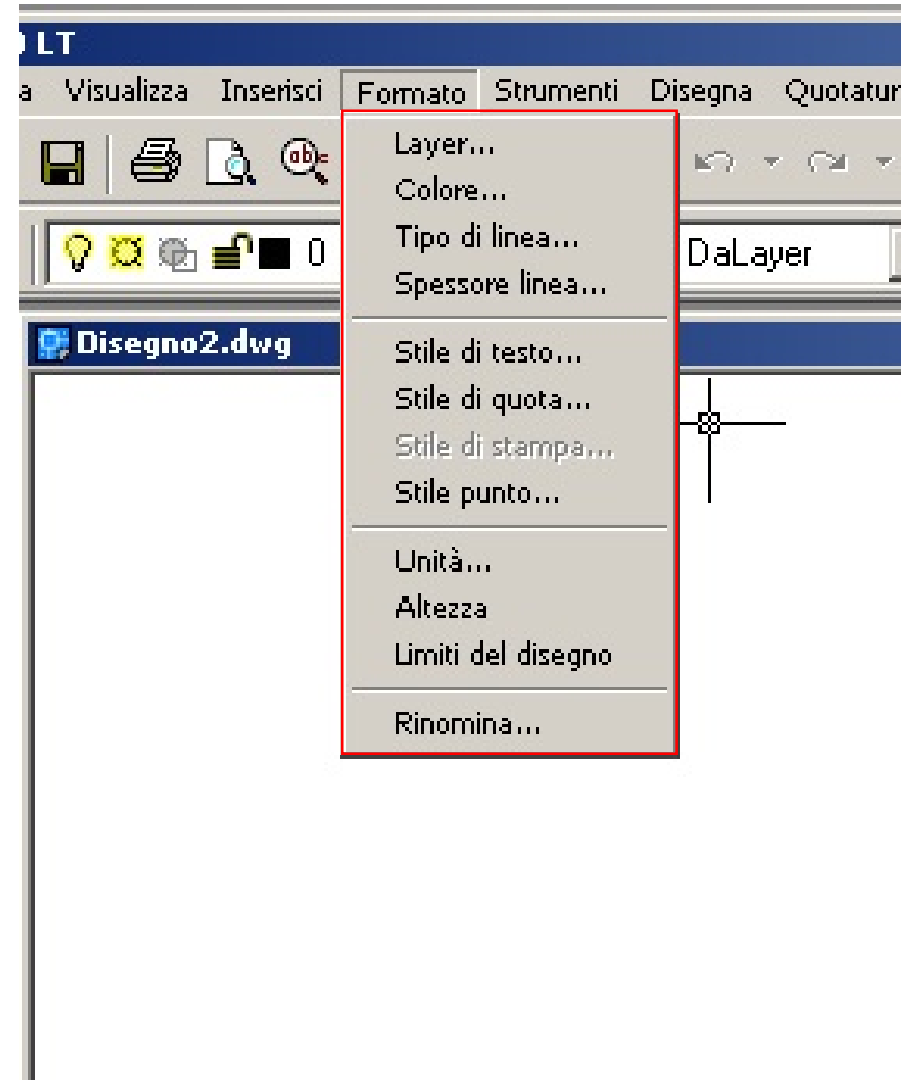 LT
Visualizza Inserisci Formato Strumenti Disegna Quotatur
abc
0 DaLayer
Disegno2.dwg
Layer...
Colore...
Tipo di linea...
Spessore linea...
Stile di testo...
Stile di quota...
Stile di stampa...
Stile punto...
Unità...
Altezza
Limiti del disegno
Rinomina...